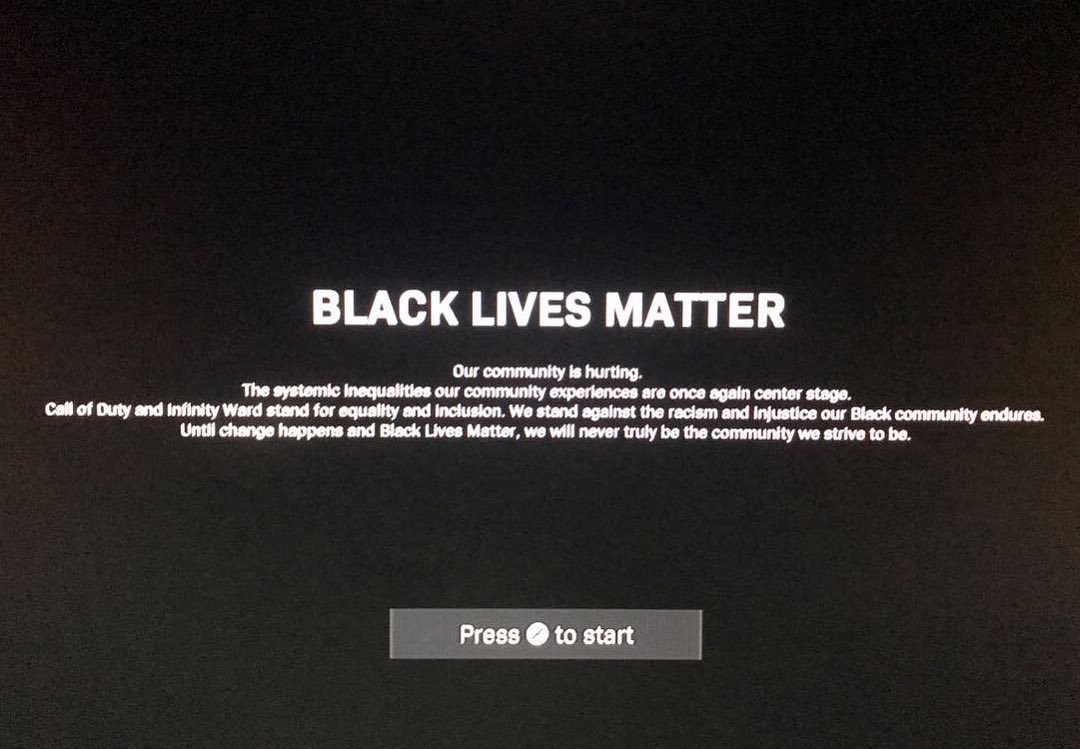 BLACK LIVES MATTER
Our community is hurting.
The systemic inequalities our community experiences are once again center stage.
Call of Duty and Infinity Ward stand for equality and inclusion. We stand against the racism and injustice our Black community endures.
Until change happens and Black Lives Matter, we will never truly be the community we strive to be.
Press to start